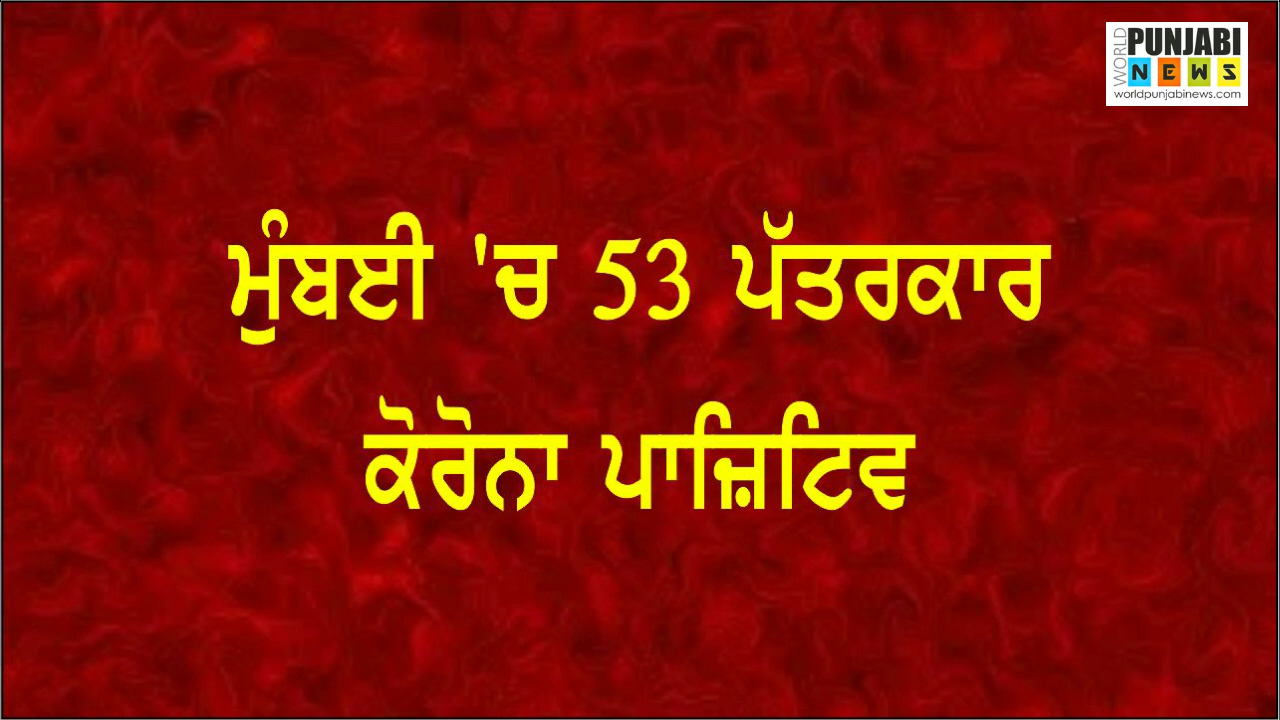 WORLD
PUNJABI
NEWS
worldpunjabinews.com
ਮੁੰਬਈ 'ਚ 53 ਪੱਤਰਕਾਰ
ਕੋਰੋਨਾ ਪਾਜ਼ਿਟਿਵ